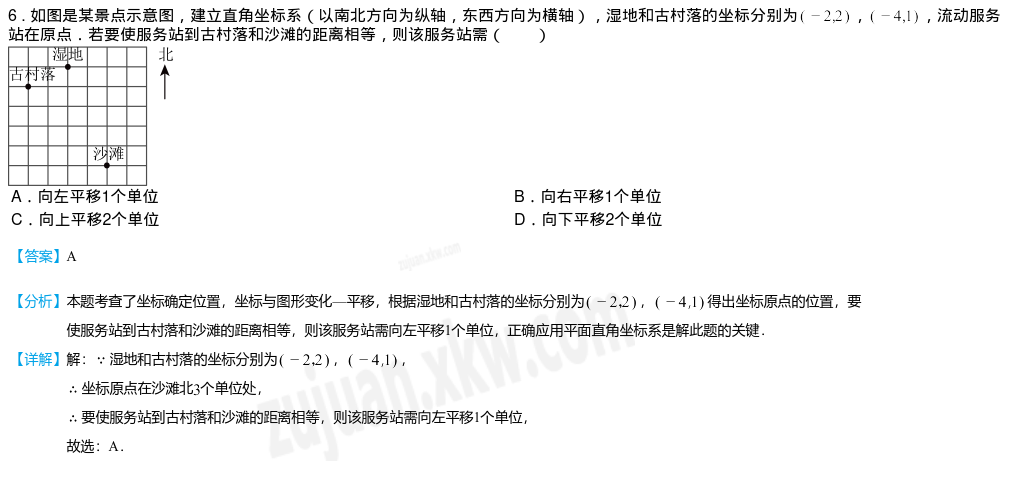 6．如图是某景点示意图，建立直角坐标系（以南北方向为纵轴，东西方向为横轴），湿地和古村落的坐标分别为(－2,2)，(－4,1)，流动服务
站在原点．若要使服务站到古村落和沙滩的距离相等，则该服务站需（　　）
湿地
北
古村落
沙滩
A．向左平移1个单位
B．向右平移1个单位
C．向上平移2个单位
D．向下平移2个单位
【答案】A
【分析】本题考查了坐标确定位置，坐标与图形变化—平移，根据湿地和古村落的坐标分别为(－2,2)，(－4,1)得出坐标原点的位置，要
使服务站到古村落和沙滩的距离相等，则该服务站需向左平移1个单位，正确应用平面直角坐标系是解此题的关键．
【详解】解：∵湿地和古村落的坐标分别为(－2,2)，(－4,1)，
∴坐标原点在沙滩北3个单位处，
∴要使服务站到古村落和沙滩的距离相等，则该服务站需向左平移1个单位，
故选：A．
zujuan.xkw.com
zujuan.xkw.com